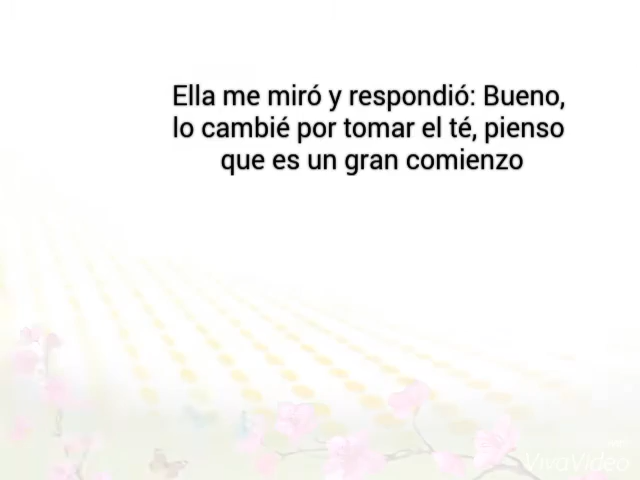 Ella me miró y respondió: Bueno,
lo cambié por tomar el té, pienso
que es un gran comienzo
VivaVideo